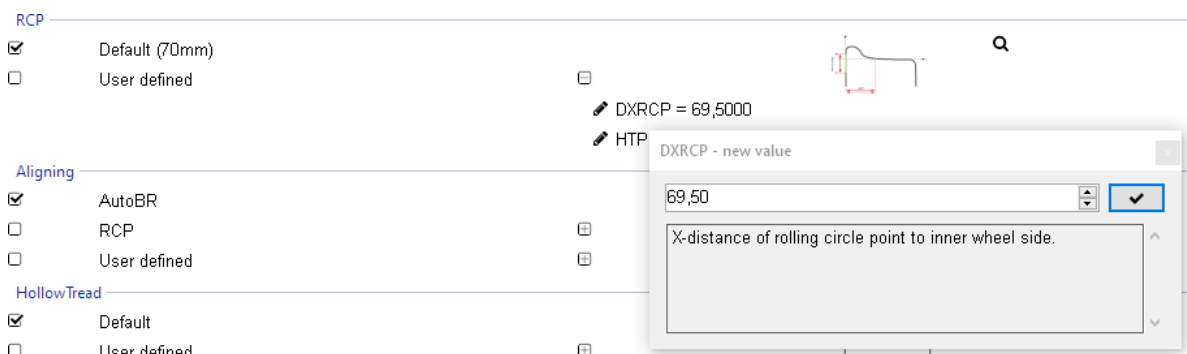 RCP
Default (70mm)
User defined
DXRCP = 69,5000
HTP
DXRCP - new value
Aligning
69,50
AutoBR
RCP
X-distance of rolling circle point to inner wheel side.
User defined
HollowTread
Default
User defined